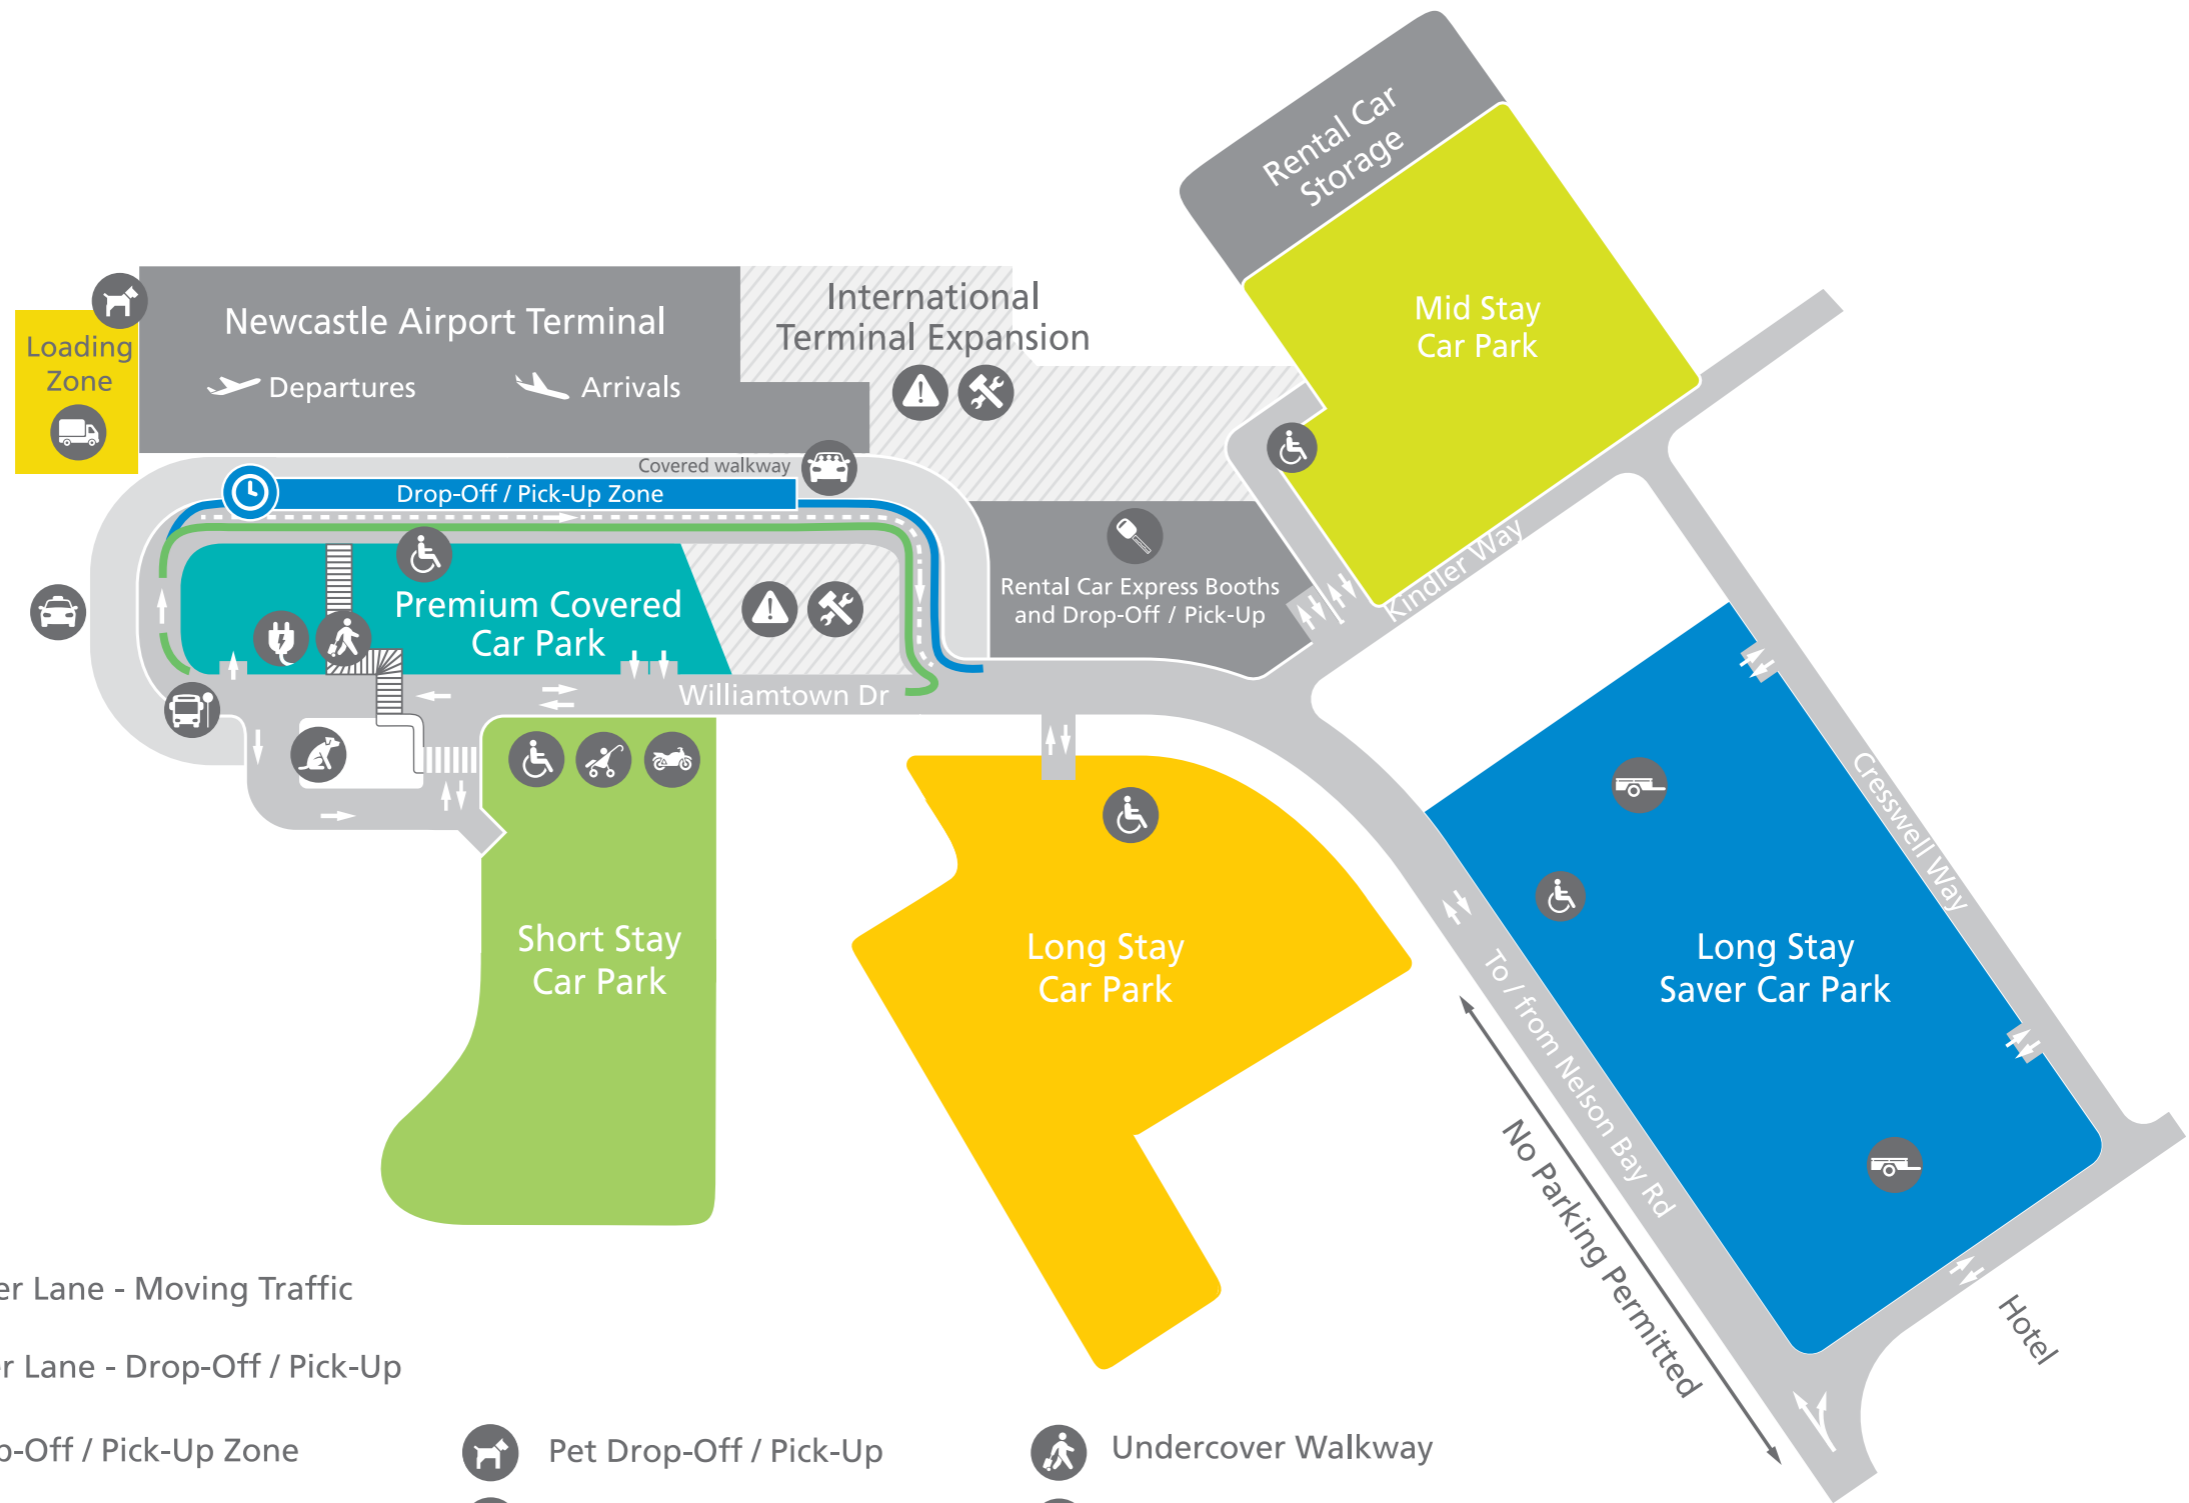 Rental Car
Storage
Mid Stay
Car Park
International
Terminal Expansion
Newcastle Airport Terminal
Departures
Arrivals
Loading
Zone
Covered walkway
Drop-Off / Pick-Up Zone
Rental Car Express Booths
and Drop-Off / Pick-Up
Kindler Way
Premium Covered
Car Park
Williamtown Dr
Cresswell Way
Short Stay
Car Park
Long Stay
Car Park
Long Stay
Saver Car Park
To / from Nelson Bay Rd
No Parking Permitted
Hotel
er Lane - Moving Traffic
r Lane - Drop-Off / Pick-Up
p-Off / Pick-Up Zone
Pet Drop-Off / Pick-Up
Undercover Walkway